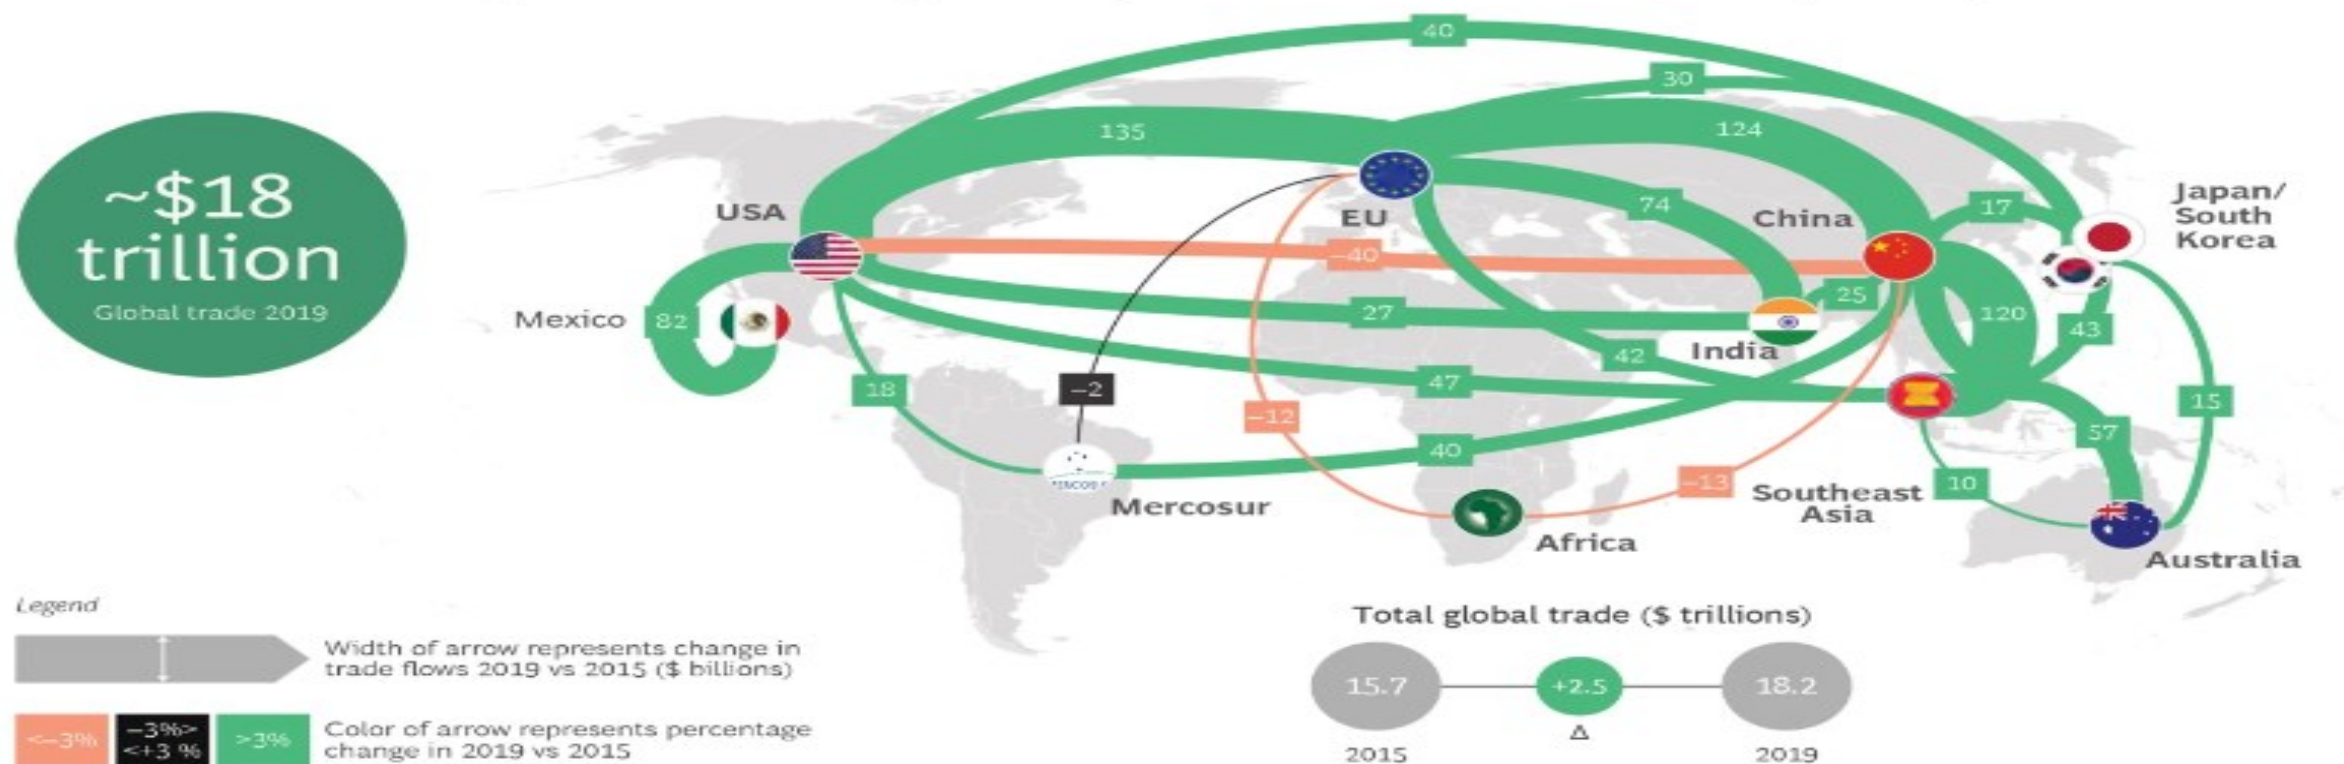 40
30
135
124
~$18
trillion
Global trade 2019
USA
EU
74
China
17
Japan/
South
Korea
-40
Mexico
82
27
25
120
43
India
42
18
-2
47
15
-12
40
57
-13
10
Mercosur
Southeast
Asia
Africa
Australia
Legend
Width of arrow represents change in
trade flows 2019 vs 2015 ($ billions)
<-3%
-3%>
<+3 %
>3%
Color of arrow represents percentage
change in 2019 vs 2015
Total global trade ($ trillions)
15.7
+2.5
18.2
Δ
2015
2019